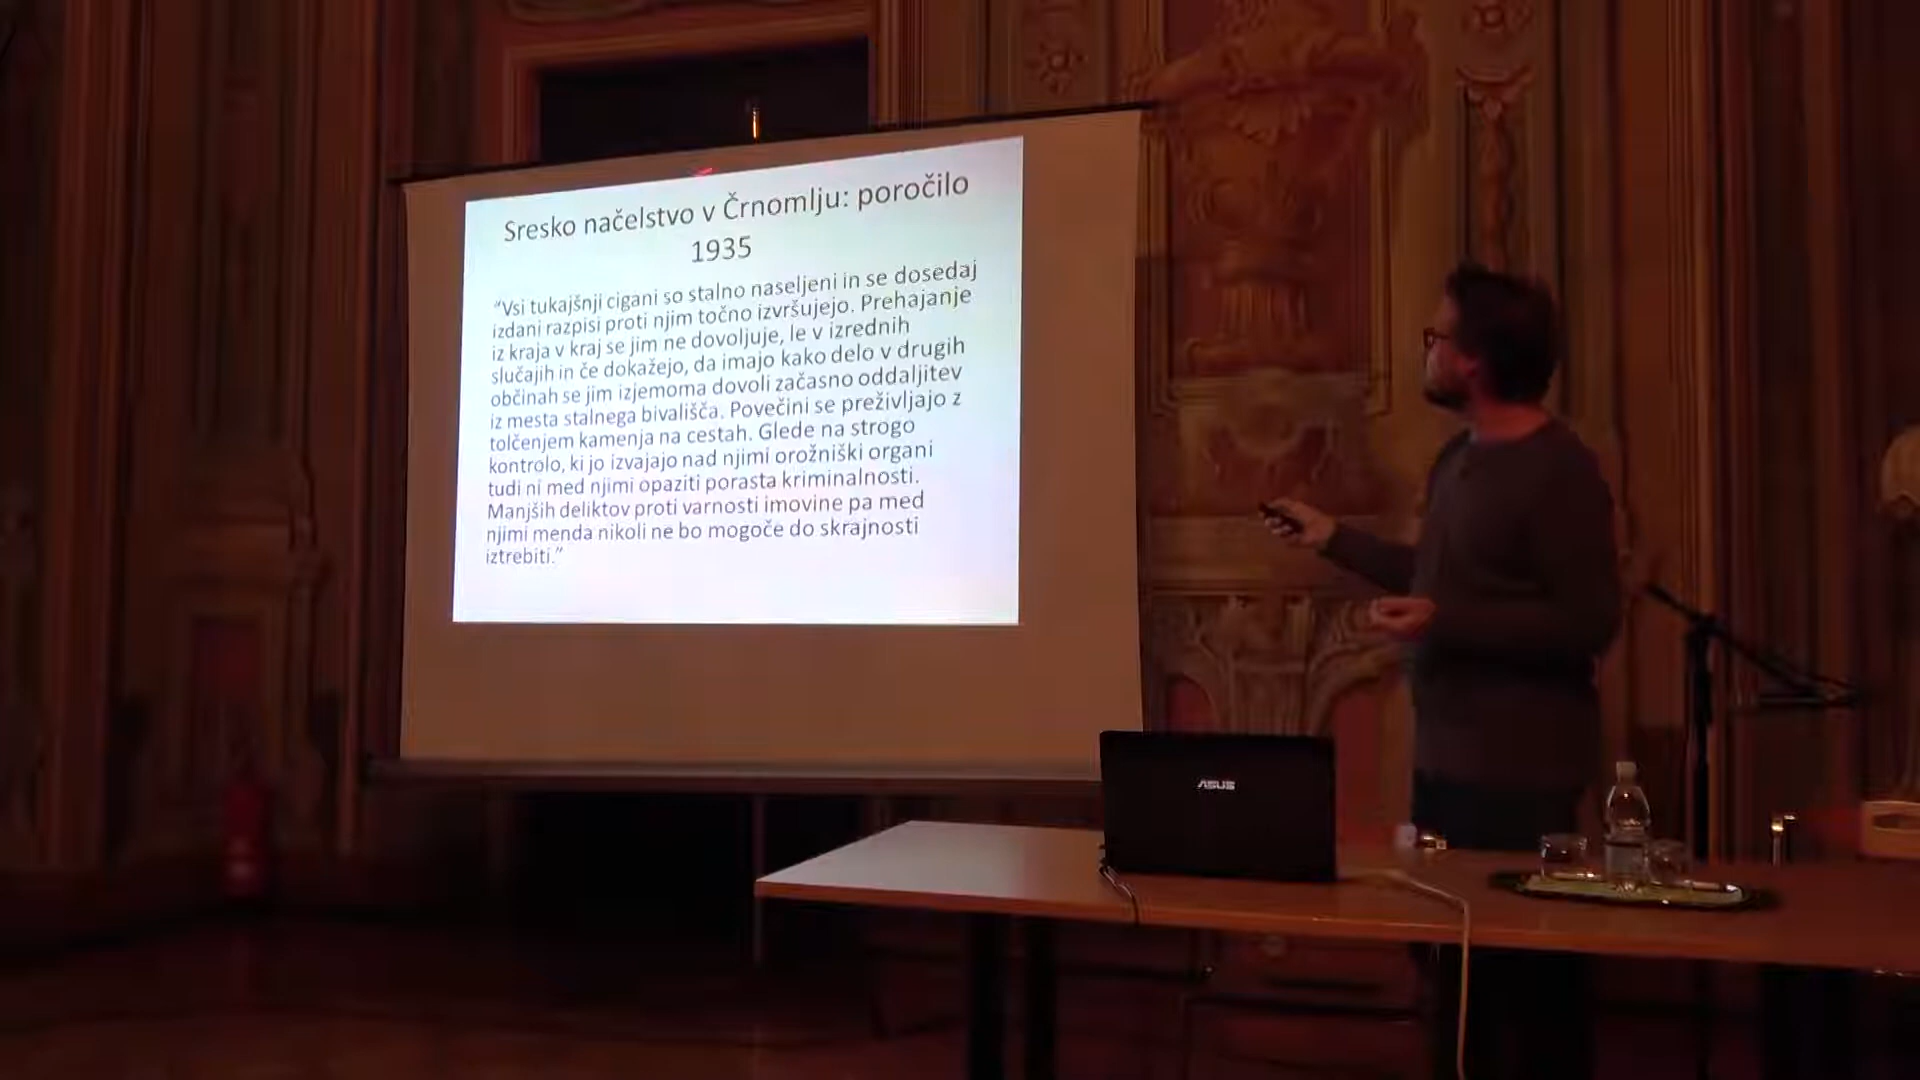 Sresko načelstvo v Črnomlju: poročilo
1935
“Vsi tukajšnji cigani so stalno naseljeni in se dosedaj
izdani razpisi proti njim točno izvršujejo. Prehajanje
iz kraja v kraj se jim ne dovoljuje, le v izrednih
slučajih in če dokažejo, da imajo kako delo v drugih
občinah se jim izjemoma dovoli začasno oddaljitev
iz mesta stalnega bivališča. Povečini se preživljajo z
tolčenjem kamenja na cestah. Glede na strogo
kontrolo, ki jo izvajajo nad njimi orožniški organi
tudi ni med njimi opaziti porasta kriminalnosti.
Manjših deliktov proti varnosti imovine pa med
njimi menda nikoli ne bo mogoče do skrajnosti
iztrebiti.”
ASUS